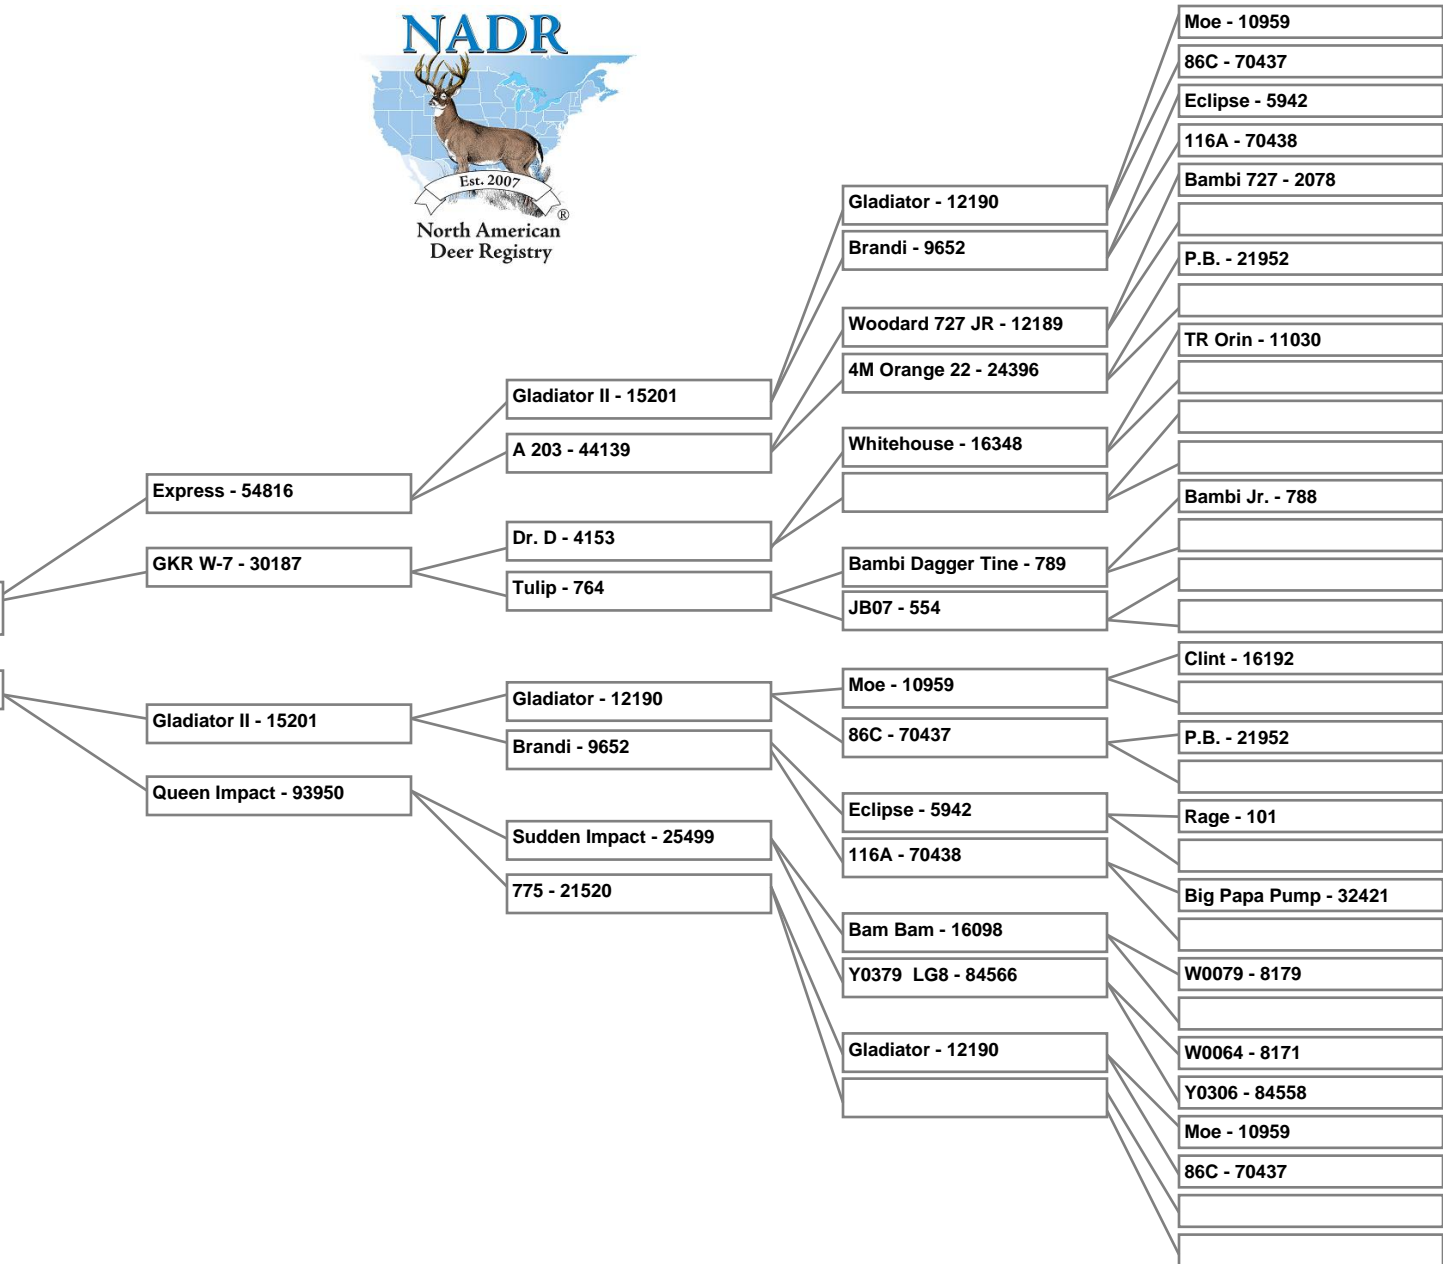 NADR
Est. 2007
®
North American
Deer Registry
Express - 54816
GKR W-7 - 30187
Gladiator II - 15201
Queen Impact - 93950
Gladiator II - 15201
A 203 - 44139
Dr. D - 4153
Tulip - 764
Gladiator - 12190
Brandi - 9652
Sudden Impact - 25499
775 - 21520
Gladiator - 12190
Brandi - 9652
Woodard 727 JR - 12189
4M Orange 22 - 24396
Whitehouse - 16348
Bambi Dagger Tine - 789
JB07 - 554
Moe - 10959
86C - 70437
Eclipse - 5942
116A - 70438
Bam Bam - 16098
Y0379  LG8 - 84566
Gladiator - 12190
Moe - 10959
86C - 70437
Eclipse - 5942
116A - 70438
Bambi 727 - 2078
P.B. - 21952
TR Orin - 11030
Bambi Jr. - 788
Clint - 16192
P.B. - 21952
Rage - 101
Big Papa Pump - 32421
W0079 - 8179
W0064 - 8171
Y0306 - 84558
Moe - 10959
86C - 70437